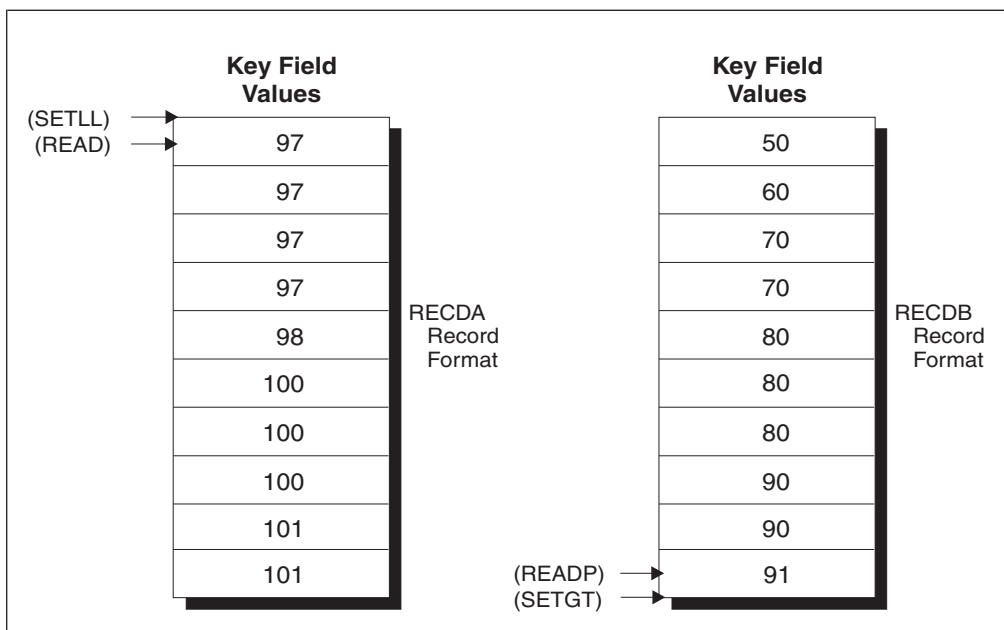 Key Field
Values
(SETLL)
(READ)
97
97
97
97
98
100
100
100
101
101
RECDA
Record
Format
Key Field
Values
50
60
70
70
80
80
80
90
90
91
(READP)
(SETGT)
RECDB
Record
Format